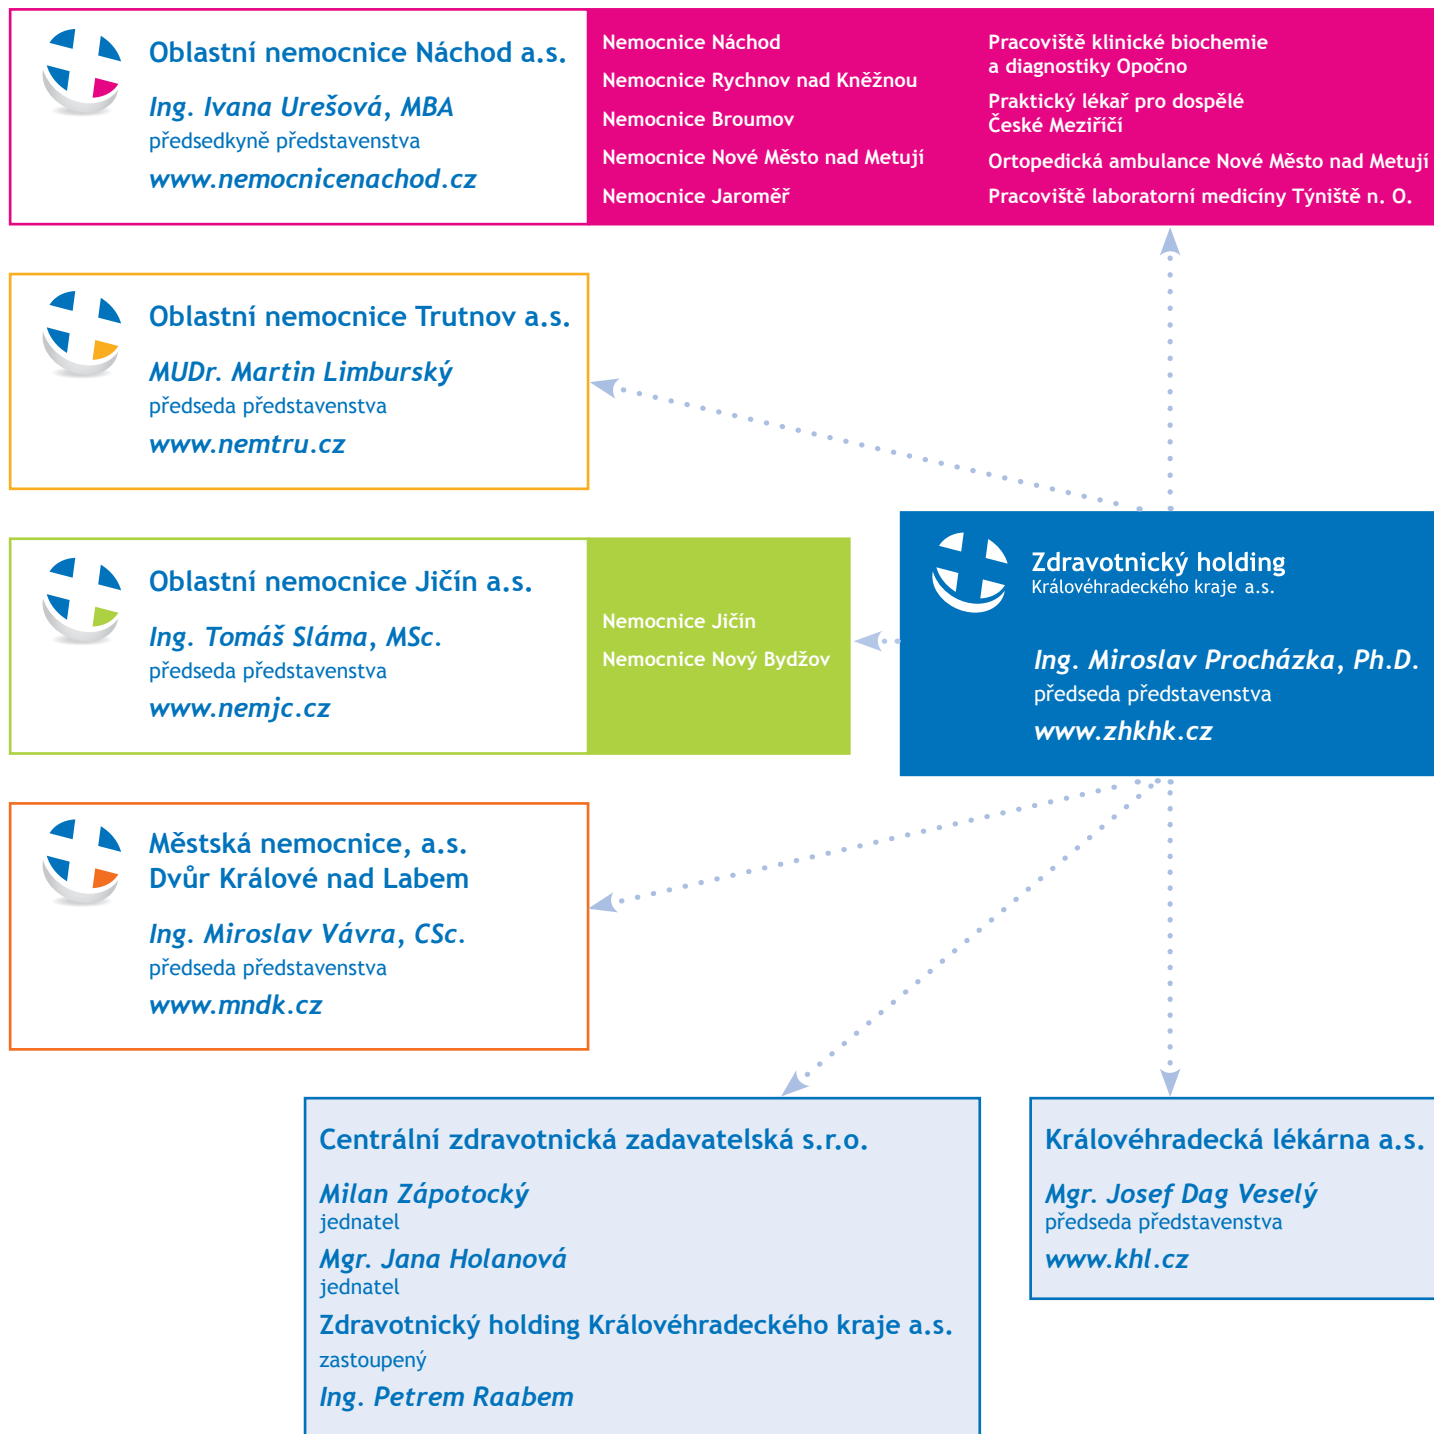 Oblastní nemocnice Náchod a.s.
Ing. Ivana Urešová, MBA
předsedkyně představenstva
www.nemocnicenachod.cz
Nemocnice Náchod
Nemocnice Rychnov nad Kněžnou
Nemocnice Broumov
Nemocnice Nové Město nad Metují
Nemocnice Jaroměř
Pracoviště klinické biochemie
a diagnostiky Opočno
Praktický lékař pro dospělé
České Meziříčí
Ortopedická ambulance Nové Město nad Metují
Pracoviště laboratorní medicíny Týniště n. O.
Oblastní nemocnice Trutnov a.s.
MUDr. Martin Limburský
předseda představenstva
www.nemtru.cz
Oblastní nemocnice Jičín a.s.
Ing. Tomáš Sláma, MSc.
předseda představenstva
www.nemjc.cz
Nemocnice Jičín
Nemocnice Nový Bydžov
Zdravotnický holding
Královéhradeckého kraje a.s.
Ing. Miroslav Procházka, Ph.D.
předseda představenstva
www.zhkhk.cz
Městská nemocnice, a.s.
Dvůr Králové nad Labem
Ing. Miroslav Vávra, CSc.
předseda představenstva
www.mndk.cz
Centrální zdravotnická zadavatelská s.r.o.
Milan Zápotocký
jednatel
Mgr. Jana Holanová
jednatel
Zdravotnický holding Královéhradeckého kraje a.s.
zastoupený
Ing. Petrem Raabem
Královéhradecká lékárna a.s.
Mgr. Josef Dag Veselý
předseda představenstva
www.khl.cz